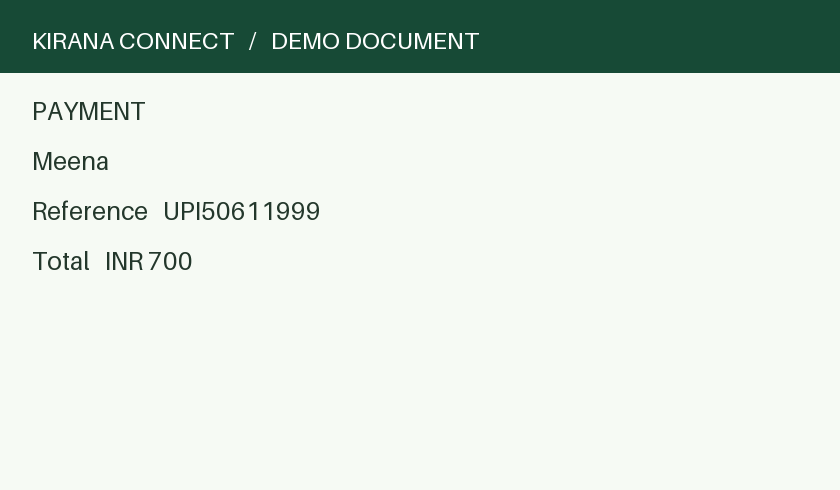 KIRANA CONNECT / DEMO DOCUMENT
PAYMENT
Meena
Reference UPI50611999
Total INR 700